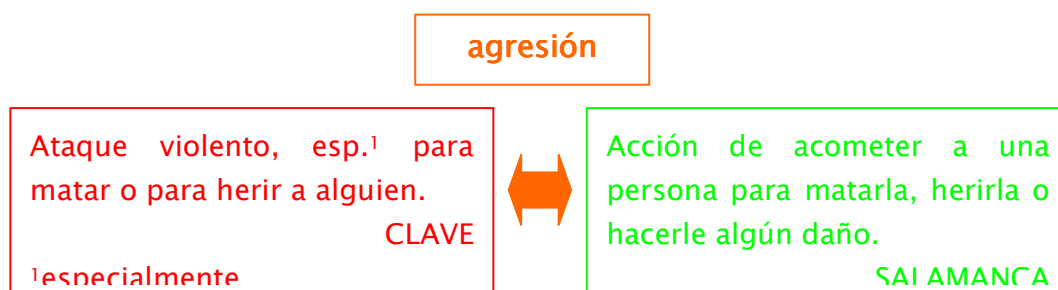 agresión
Ataque violento, esp.¹ para
matar o para herir a alguien.
CLAVE
¹especialmente
Acción de acometer a una
persona para matarla, herirla o
hacerle algún daño.
SALAMANCA